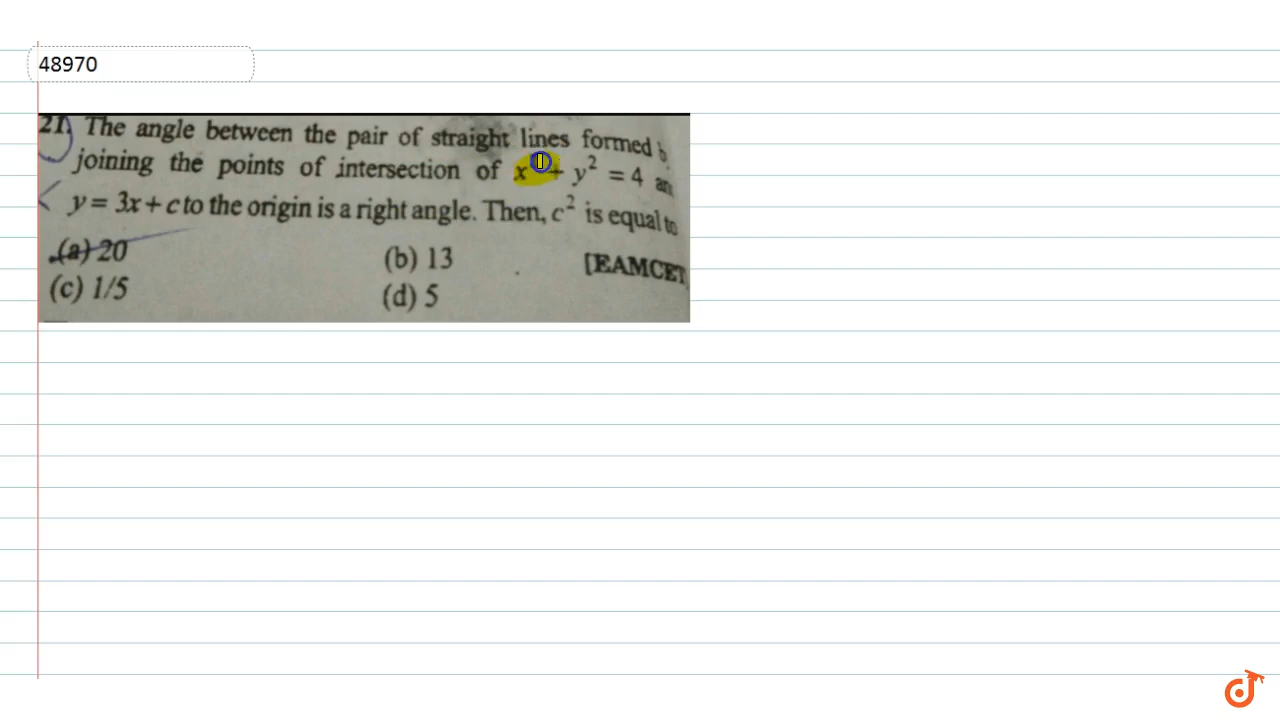 48970
21. The angle between the pair of straight lines formed b
joining the points of intersection of x + y² = 4 an
y = 3x + c to the origin is a right angle. Then, c² is equal to
(a) 20 (b) 13 [EAMCET
(c) 1/5 (d) 5